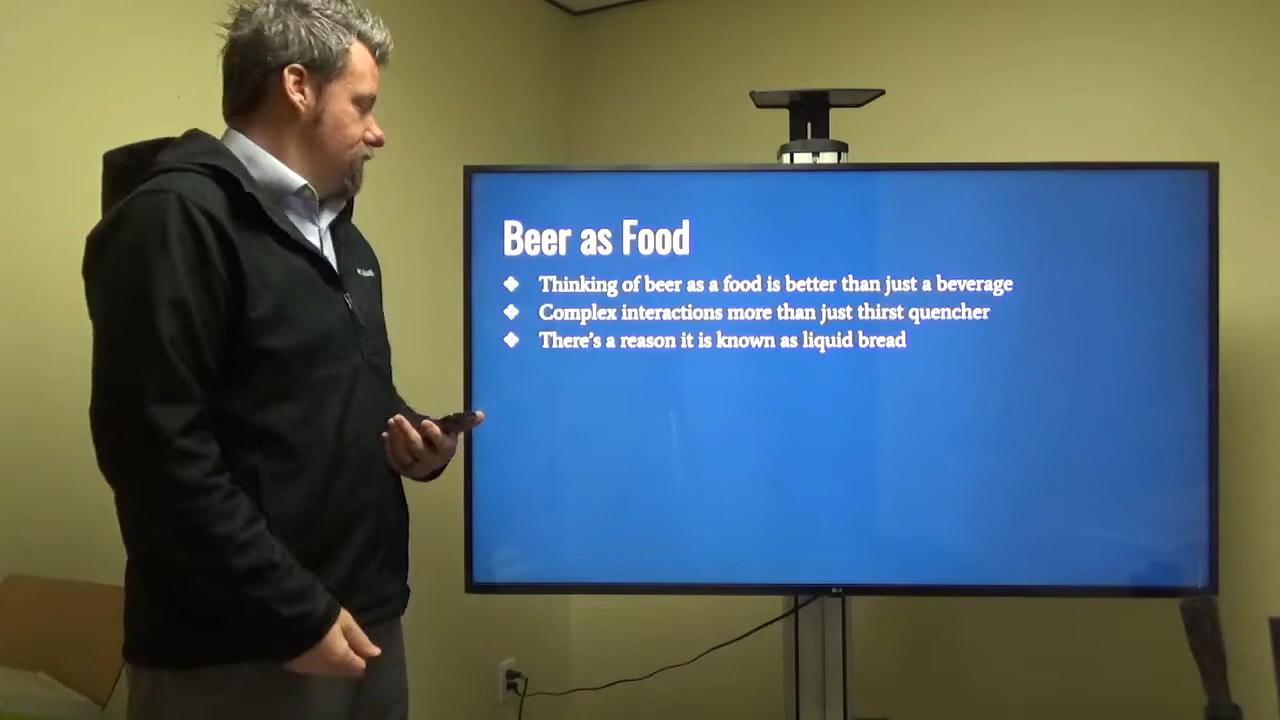 Beer as Food
❖ Thinking of beer as a food is better than just a beverage
❖ Complex interactions more than just thirst quencher
❖ There's a reason it is known as liquid bread
LG